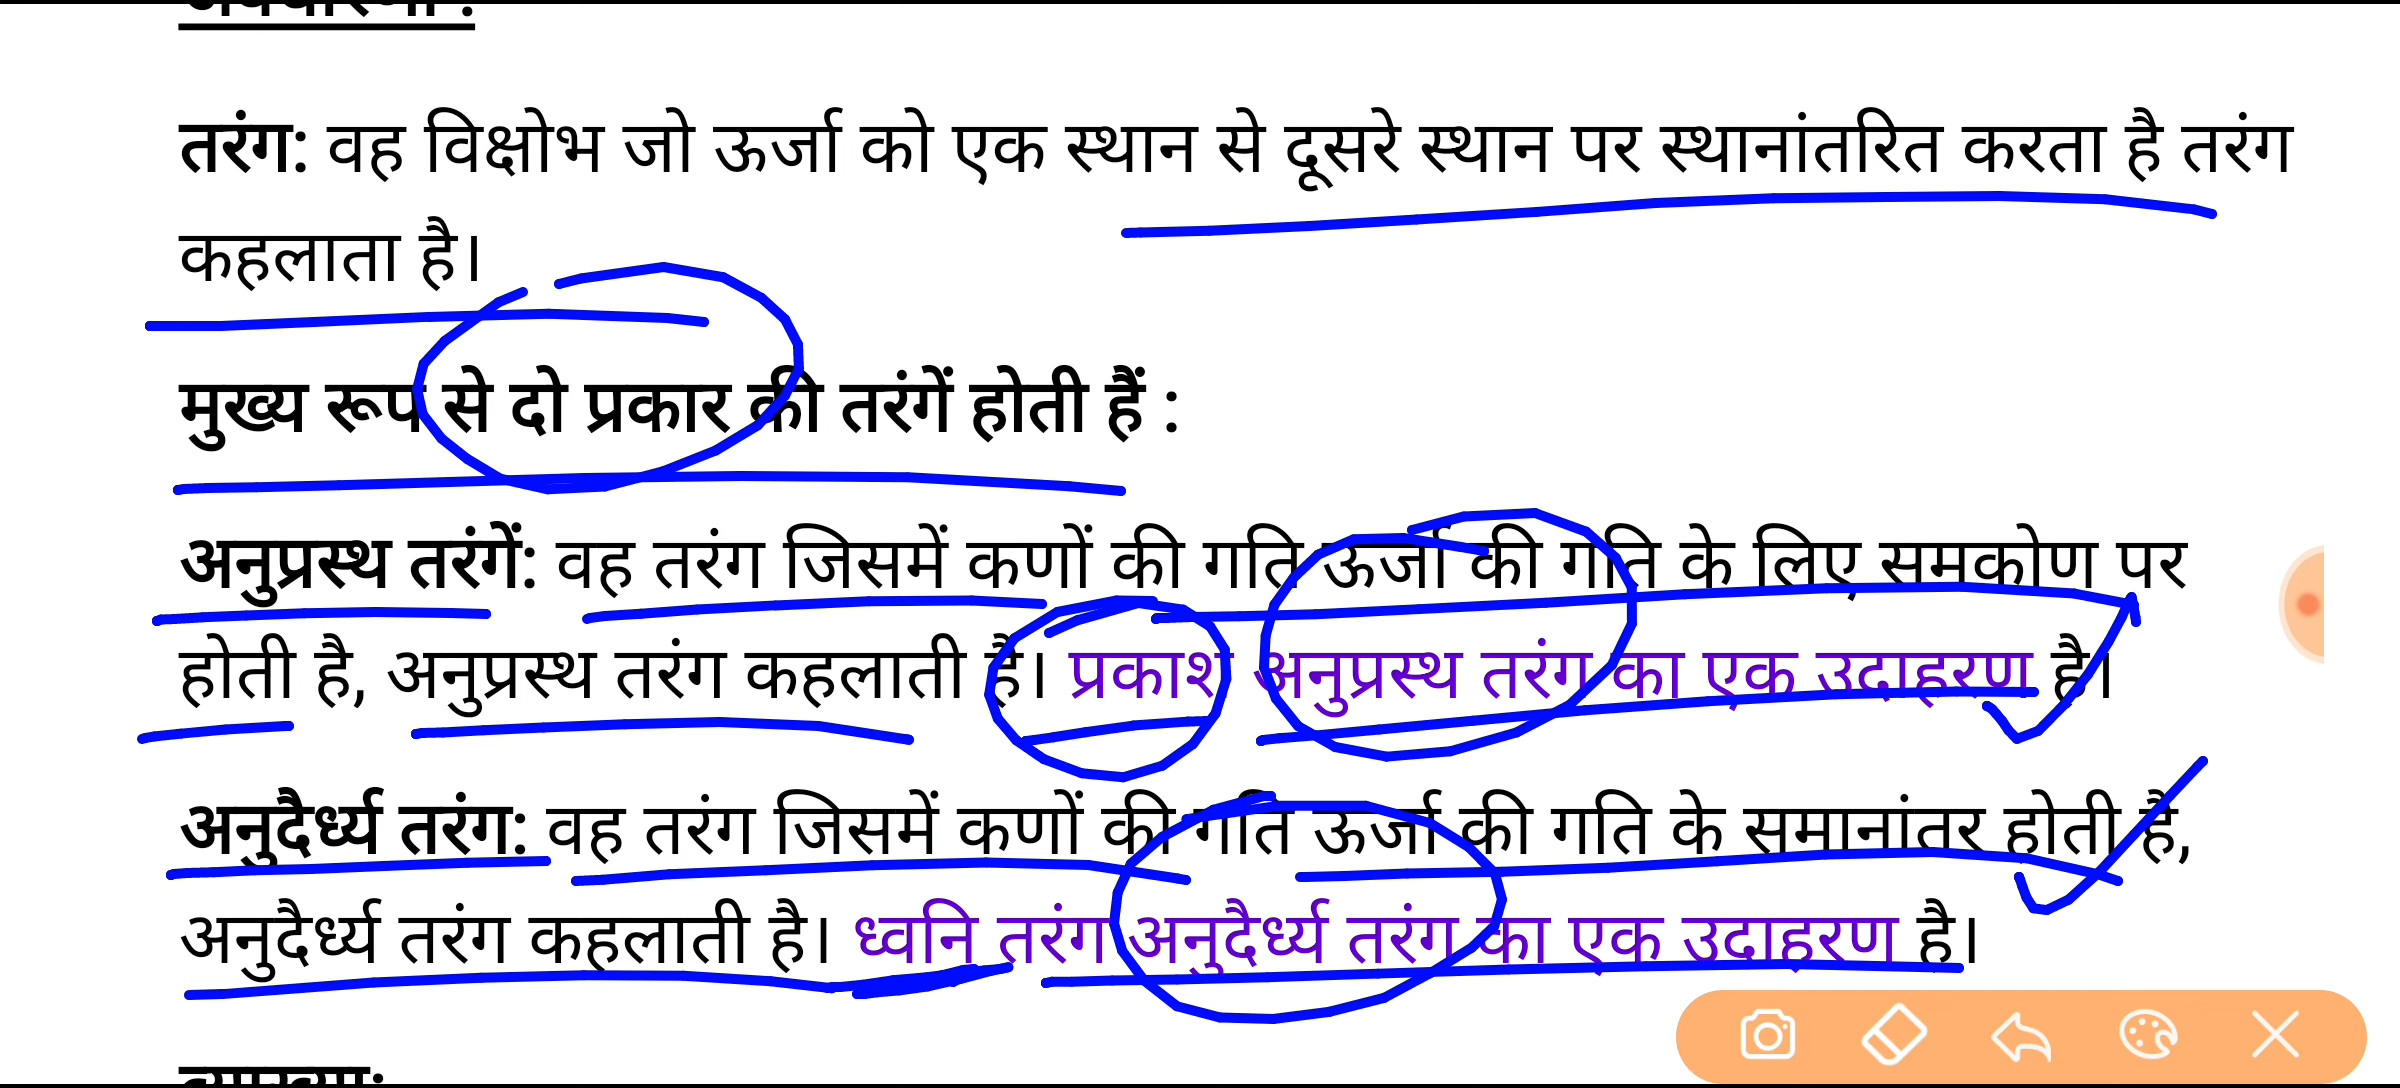 तरंग: वह विक्षोभ जो ऊर्जा को एक स्थान से दूसरे स्थान पर स्थानांतरित करता है तरंग
कहलाता है।
मुख्य रूप से दो प्रकार की तरंगें होती हैं :
अनुप्रस्थ तरंगें: वह तरंग जिसमें कणों की गति ऊर्जा की गति के लिए समकोण पर
होती है, अनुप्रस्थ तरंग कहलाती है। प्रकाश अनुप्रस्थ तरंग का एक उदाहरण है।
अनुदैर्ध्य तरंग: वह तरंग जिसमें कणों की गति ऊर्जा की गति के समानांतर होती है,
अनुदैर्ध्य तरंग कहलाती है। ध्वनि तरंग अनुदैर्ध्य तरंग का एक उदाहरण है।